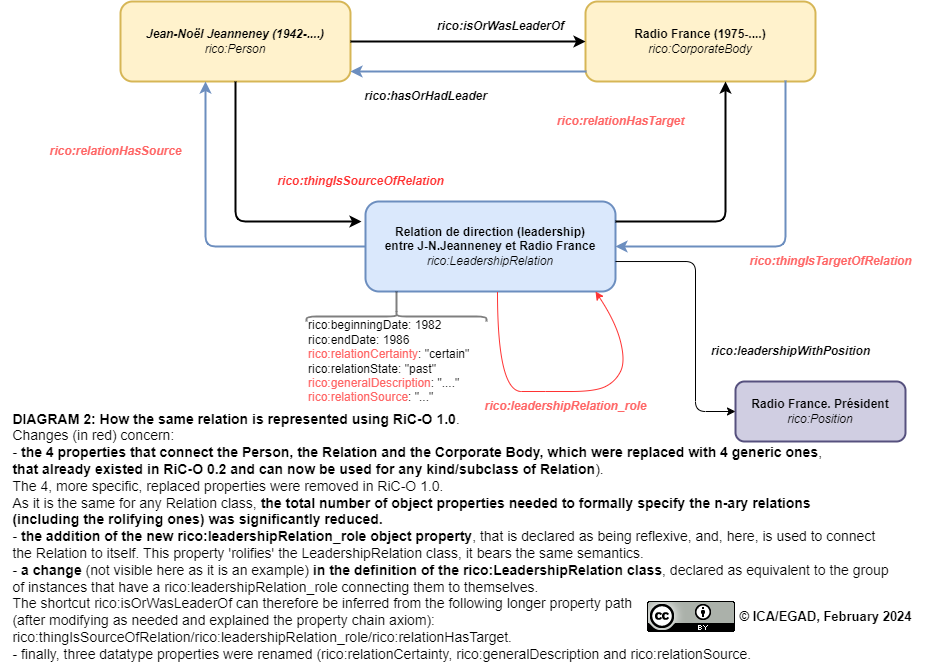 Jean-Noël Jeanneney (1942-....)
rico:Person
rico:isOrWasLeaderOf
Radio France (1975-....)
rico:CorporateBody
rico:hasOrHadLeader
rico:relationHasTarget
rico:relationHasSource
rico:thingIsSourceOfRelation
Relation de direction (leadership)
entre J-N.Jeanneney et Radio France
rico:LeadershipRelation
rico:thingIsTargetOfRelation
rico:beginningDate: 1982
rico:endDate: 1986
rico:relationCertainty: "certain"
rico:relationState: "past"
rico:generalDescription: "...."
rico:relationSource: "..."
rico:leadershipWithPosition
rico:leadershipRelation_role
Radio France. Président
rico:Position
DIAGRAM 2: How the same relation is represented using RiC-O 1.0.
Changes (in red) concern:
- the 4 properties that connect the Person, the Relation and the Corporate Body, which were replaced with 4 generic ones,
that already existed in RiC-O 0.2 and can now be used for any kind/subclass of Relation).
The 4, more specific, replaced properties were removed in RiC-O 1.0.
As it is the same for any Relation class, the total number of object properties needed to formally specify the n-ary relations
(including the rolifying ones) was significantly reduced.
- the addition of the new rico:leadershipRelation_role object property, that is declared as being reflexive, and, here, is used to connect
the Relation to itself. This property 'rolifies' the LeadershipRelation class, it bears the same semantics.
- a change (not visible here as it is an example) in the definition of the rico:LeadershipRelation class, declared as equivalent to the group
of instances that have a rico:leadershipRelation_role connecting them to themselves.
The shortcut rico:isOrWasLeaderOf can therefore be inferred from the following longer property path
(after modifying as needed and explained the property chain axiom):
rico:thingIsSourceOfRelation/rico:leadershipRelation_role/rico:relationHasTarget.
- finally, three datatype properties were renamed (rico:relationCertainty, rico:generalDescription and rico:relationSource.
cc
BY
© ICA/EGAD, February 2024